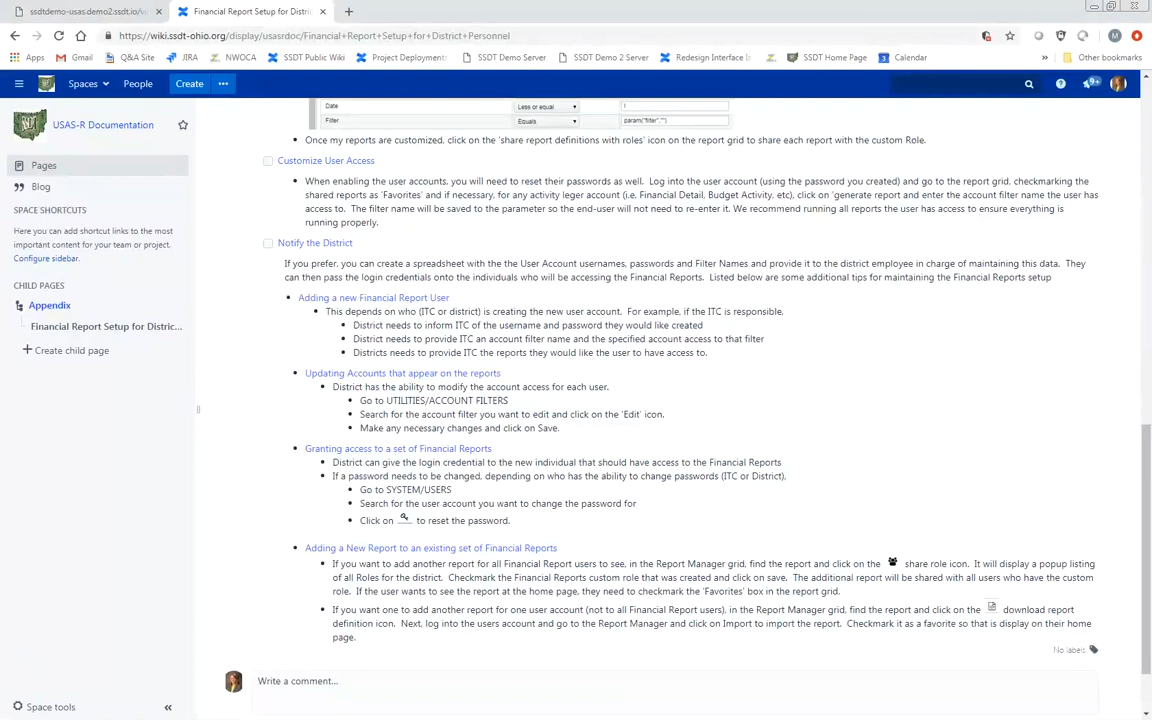 ssdtdemo-usas.demo2.ssdt.io/u
Financial Report Setup for Distri
https://wiki.ssdt-ohio.org/display/usasrdoc/Financial+Report+Setup+for+District+Personnel
Apps Gmail Q&A Site JIRA NWOCA SSDT Public Wiki Project Deployments SSDT Demo Server SSDT Demo 2 Server Redesign Interface SSDT Home Page Calendar Other bookmarks
Spaces People Create 9+
USAS-R Documentation
Pages
Blog
SPACE SHORTCUTS
Here you can add shortcut links to the most
important content for your team or project.
Configure sidebar.
CHILD PAGES
Appendix
Financial Report Setup for Distric...
Create child page
Space tools
Date Less or equal !
Filter Equals param("filter","")
Once my reports are customized, click on the 'share report definitions with roles' icon on the report grid to share each report with the custom Role.
Customize User Access
When enabling the user accounts, you will need to reset their passwords as well. Log into the user account (using the password you created) and go to the report grid, checkmarking the
shared reports as 'Favorites' and if necessary, for any activity leger account (i.e. Financial Detail, Budget Activity, etc), click on 'generate report and enter the account filter name the user has
access to. The filter name will be saved to the parameter so the end-user will not need to re-enter it. We recommend running all reports the user has access to ensure everything is
running properly.
Notify the District
If you prefer, you can create a spreadsheet with the the User Account usernames, passwords and Filter Names and provide it to the district employee in charge of maintaining this data. They
can then pass the login credentials onto the individuals who will be accessing the Financial Reports. Listed below are some additional tips for maintaining the Financial Reports setup
Adding a new Financial Report User
This depends on who (ITC or district) is creating the new user account. For example, if the ITC is responsible,
District needs to inform ITC of the username and password they would like created
District needs to provide ITC an account filter name and the specified account access to that filter
Districts needs to provide ITC the reports they would like the user to have access to.
Updating Accounts that appear on the reports
District has the ability to modify the account access for each user.
Go to UTILITIES/ACCOUNT FILTERS
Search for the account filter you want to edit and click on the 'Edit' icon.
Make any necessary changes and click on Save.
Granting access to a set of Financial Reports
District can give the login credential to the new individual that should have access to the Financial Reports
If a password needs to be changed, depending on who has the ability to change passwords (ITC or District),
Go to SYSTEM/USERS
Search for the user account you want to change the password for
Click on to reset the password.
Adding a New Report to an existing set of Financial Reports
If you want to add another report for all Financial Report users to see, in the Report Manager grid, find the report and click on the share role icon. It will display a popup listing
of all Roles for the district. Checkmark the Financial Reports custom role that was created and click on save. The additional report will be shared with all users who have the custom
role. If the user wants to see the report at the home page, they need to checkmark the 'Favorites' box in the report grid.
If you want one to add another report for one user account (not to all Financial Report users), in the Report Manager grid, find the report and click on the download report
definition icon. Next, log into the users account and go to the Report Manager and click on Import to import the report. Checkmark it as a favorite so that is display on their home
page.
No labels
Write a comment...